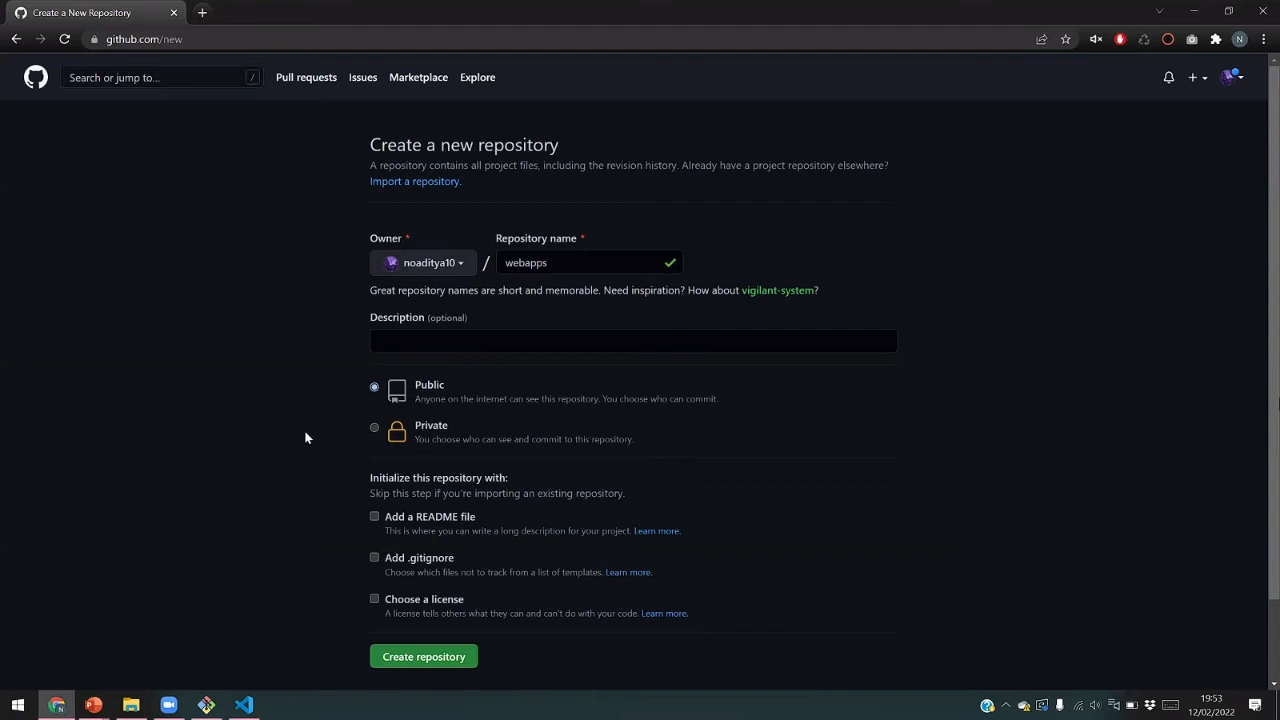 Create a New Repository
github.com/new
N
Search or jump to...
/
Pull requests
Issues
Marketplace
Explore
Create a new repository
A repository contains all project files, including the revision history. Already have a project repository elsewhere?
Import a repository.
Owner *
Repository name *
noaditya10 / webapps
Great repository names are short and memorable. Need inspiration? How about vigilant-system?
Description (optional)
Public
Anyone on the internet can see this repository. You choose who can commit.
Private
You choose who can see and commit to this repository.
Initialize this repository with:
Skip this step if you're importing an existing repository.
Add a README file
This is where you can write a long description for your project. Learn more.
Add .gitignore
Choose which files not to track from a list of templates. Learn more.
Choose a license
A license tells others what they can and can't do with your code. Learn more.
Create repository
19:53
12/02/2022